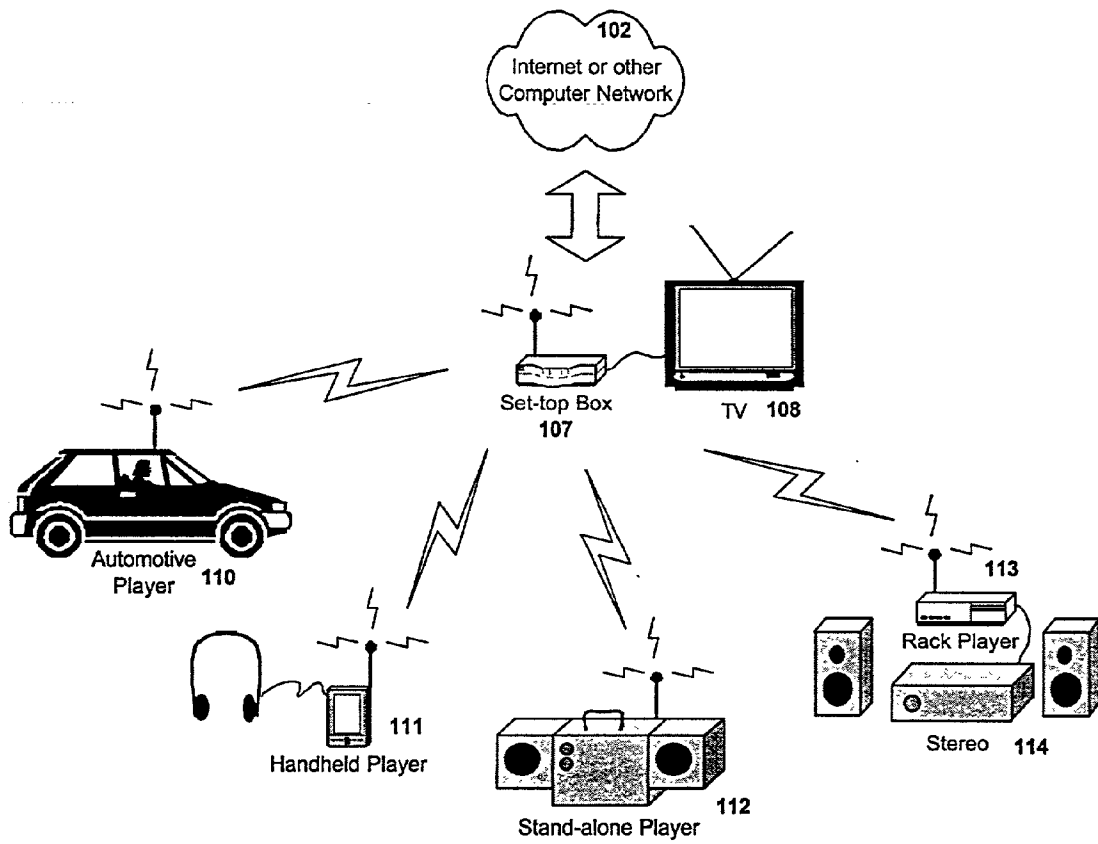 102
Internet or other
Computer Network
Set-top Box
107
TV 108
Automotive
Player 110
113
Rack Player
111
Handheld Player
Stereo 114
112
Stand-alone Player